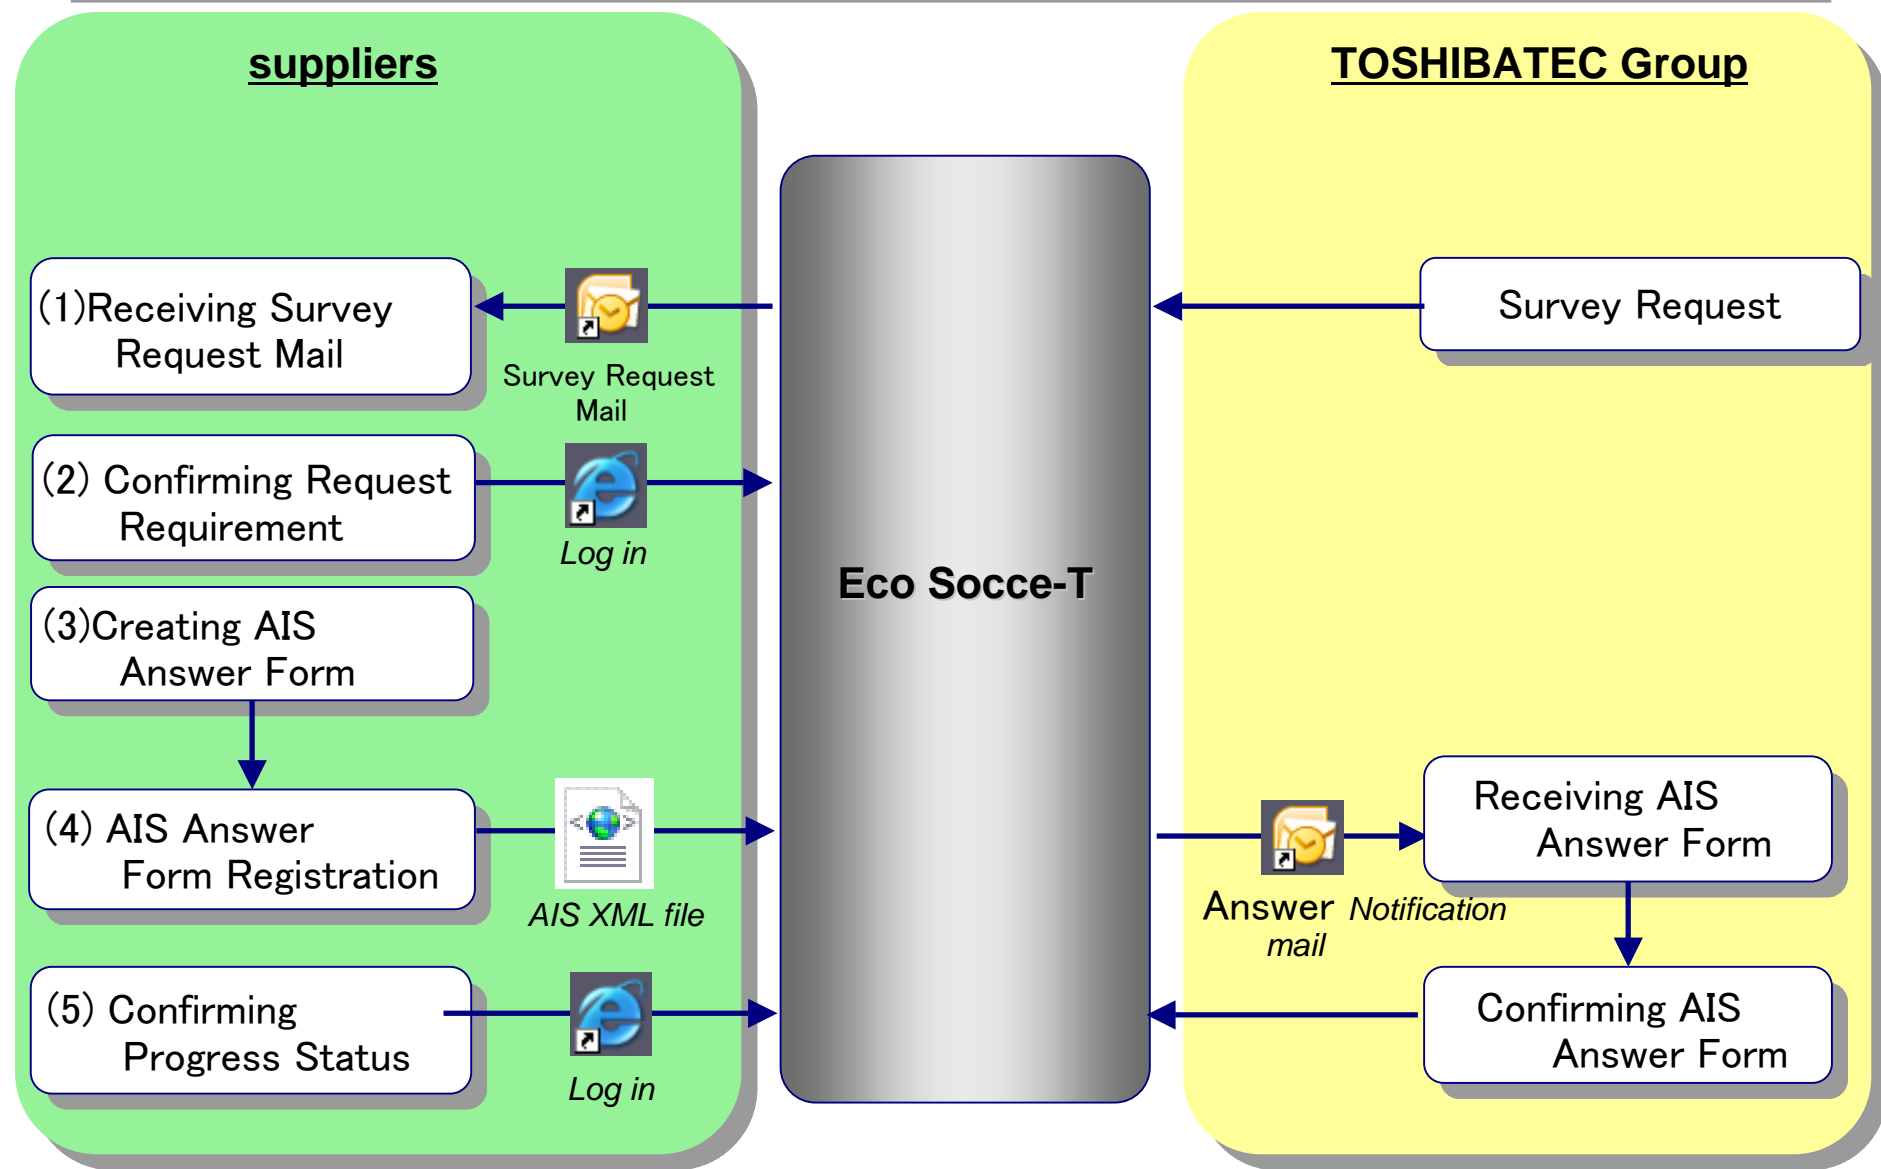 suppliers
TOSHIBATEC Group
(1)Receiving Survey
Request Mail
Survey Request
Mail
Survey Request
(2) Confirming Request
Requirement
Log in
Eco Socce-T
(3)Creating AIS
Answer Form
(4) AIS Answer
Form Registration
AIS XML file
Receiving AIS
Answer Form
Answer Notification
mail
(5) Confirming
Progress Status
Log in
Confirming AIS
Answer Form